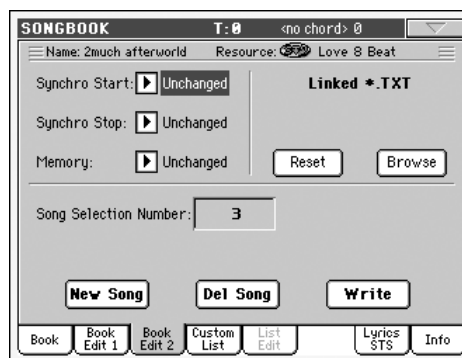 SONGBOOK T:0 <no chord> 0
Name: 2much afterworld Resource: Love 8 Beat
Synchro Start: Unchanged Linked *.TXT
Synchro Stop: Unchanged
Memory: Unchanged Reset Browse
Song Selection Number: 3
New Song Del Song Write
Book Book Edit 1 Book Edit 2 Custom List List Edit Lyrics STS Info